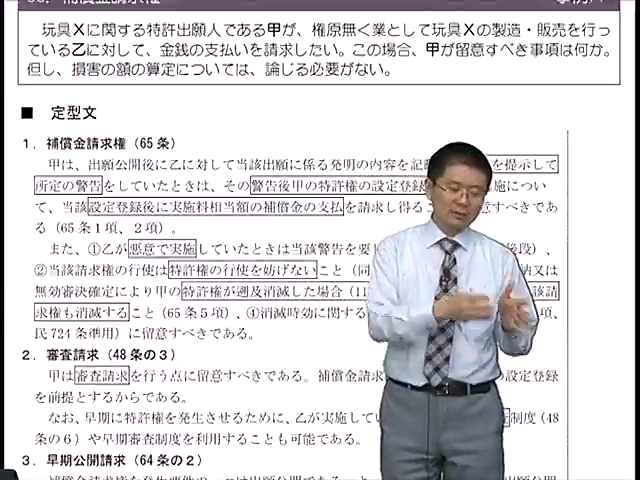 玩具Xに関する特許出願人である甲が、権原無く業として玩具Xの製造・販売を行っ
ている乙に対して、金銭の支払いを請求したい。この場合、甲が留意すべき事項は何か。
但し、損害の額の算定については、論じる必要がない。
■ 定型文
1．補償金請求権（65条）
甲は、出願公開後に乙に対して当該出願に係る発明の内容を記 を提示して
所定の警告をしていたときは、その警告後甲の特許権の設定登録 施につい
て、当該設定登録後に実施料相当額の補償金の支払を請求し得るこ 意すべきであ
る（65条1項、2項）。
また、①乙が悪意で実施していたときは当該警告を要し 後段）、
②当該請求権の行使は特許権の行使を妨げないこと（同 納又は
無効審決確定により甲の特許権が遡及消滅した場合（11 該請
求権も消滅すること（65条5項）、④消滅時効に関する 項、
民724条準用）に留意すべきである。
2．審査請求（48条の3）
甲は審査請求を行う点に留意すべきである。補償金請 の設定登録
を前提とするからである。
なお、早期に特許権を発生させるために、乙が実施してい 制度（48
条の6）や早期審査制度を利用することも可能である。
3．早期公開請求（64条の2）